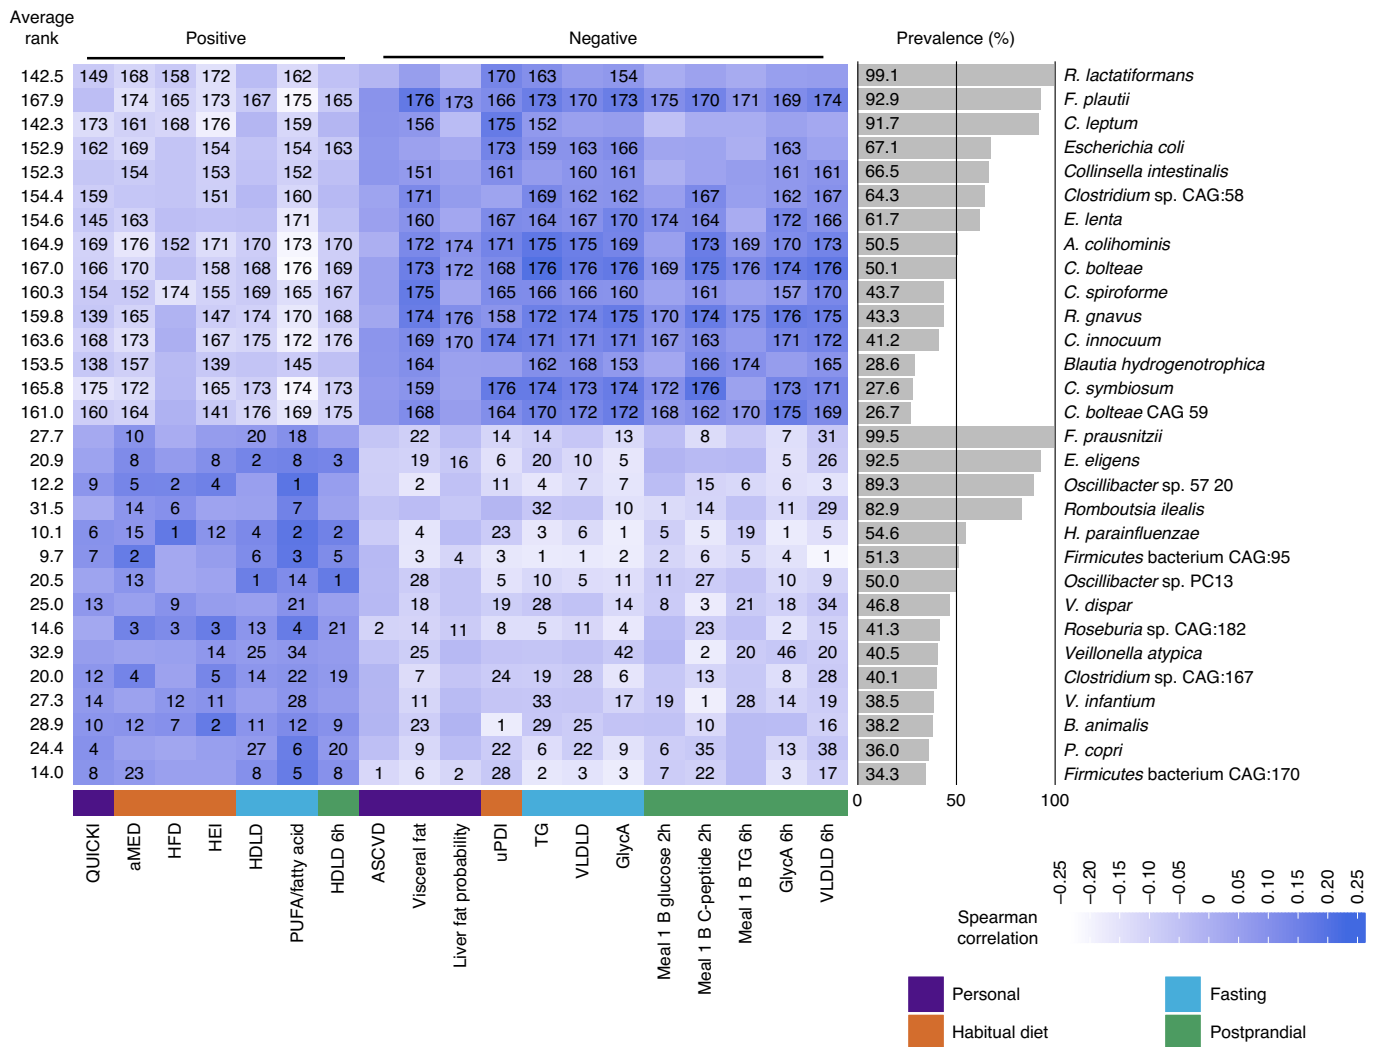 Average
rank
Positive
Negative
Prevalence (%)
142.5 149 168 158 172 162 170 163 154 99.1 R. lactatiformans
167.9 174 165 173 167 175 165 176 173 166 173 170 173 175 170 171 169 174 92.9 F. plautii
142.3 173 161 168 176 159 156 175 152 91.7 C. leptum
152.9 162 169 154 154 163 173 159 163 166 163 67.1 Escherichia coli
152.3 154 153 152 151 161 160 161 161 161 66.5 Collinsella intestinalis
154.4 159 151 160 171 169 162 162 167 162 167 64.3 Clostridium sp. CAG:58
154.6 145 163 171 160 167 164 167 170 174 164 172 166 61.7 E. lenta
164.9 169 176 152 171 170 173 170 172 174 171 175 175 169 173 169 170 173 50.5 A. colihominis
167.0 166 170 158 168 176 169 173 172 168 176 176 176 169 175 176 174 176 50.1 C. bolteae
160.3 154 152 174 155 169 165 167 175 165 166 166 160 161 157 170 43.7 C. spiroforme
159.8 139 165 147 174 170 168 174 176 158 172 174 175 170 174 175 176 175 43.3 R. gnavus
163.6 168 173 167 175 172 176 169 170 174 171 171 171 167 163 171 172 41.2 C. innocuum
153.5 138 157 139 145 164 162 168 153 166 174 165 28.6 Blautia hydrogenotrophica
165.8 175 172 165 173 174 173 159 176 174 173 174 172 176 173 171 27.6 C. symbiosum
161.0 160 164 141 176 169 175 168 164 170 172 172 168 162 170 175 169 26.7 C. bolteae CAG 59
27.7 10 20 18 22 14 14 13 8 7 31 99.5 F. prausnitzii
20.9 8 8 2 8 3 19 16 6 20 10 5 5 26 92.5 E. eligens
12.2 9 5 2 4 1 2 11 4 7 7 15 6 6 3 89.3 Oscillibacter sp. 57 20
31.5 14 6 7 32 10 1 14 11 29 82.9 Romboutsia ilealis
10.1 6 15 1 12 4 2 2 4 23 3 6 1 5 5 19 1 5 54.6 H. parainfluenzae
9.7 7 2 6 3 5 3 4 3 1 1 2 2 6 5 4 1 51.3 Firmicutes bacterium CAG:95
20.5 13 1 14 1 28 5 10 5 11 11 27 10 9 50.0 Oscillibacter sp. PC13
25.0 13 9 21 18 19 28 14 8 3 21 18 34 46.8 V. dispar
14.6 3 3 3 13 4 21 2 14 11 8 5 11 4 23 2 15 41.3 Roseburia sp. CAG:182
32.9 14 25 34 25 42 2 20 46 20 40.5 Veillonella atypica
20.0 12 4 5 14 22 19 7 24 19 28 6 13 8 28 40.1 Clostridium sp. CAG:167
27.3 14 12 11 28 11 33 17 19 1 28 14 19 38.5 V. infantium
28.9 10 12 7 2 11 12 9 23 1 29 25 10 16 38.2 B. animalis
24.4 4 27 6 20 9 22 6 22 9 6 35 13 38 36.0 P. copri
14.0 8 23 8 5 8 1 6 2 28 2 3 3 7 22 3 17 34.3 Firmicutes bacterium CAG:170
0 50 100
QUICKI
aMED
HFD
HEI
HDLD
PUFA/fatty acid
HDLD 6h
ASCVD
Visceral fat
Liver fat probability
uPDI
TG
VLDLD
GlycA
Meal 1 B glucose 2h
Meal 1 B C-peptide 2h
Meal 1 B TG 6h
GlycA 6h
VLDLD 6h
−0.25 −0.20 −0.15 −0.10 −0.05 0 0.05 0.10 0.15 0.20 0.25
Spearman
correlation
Personal
Fasting
Habitual diet
Postprandial